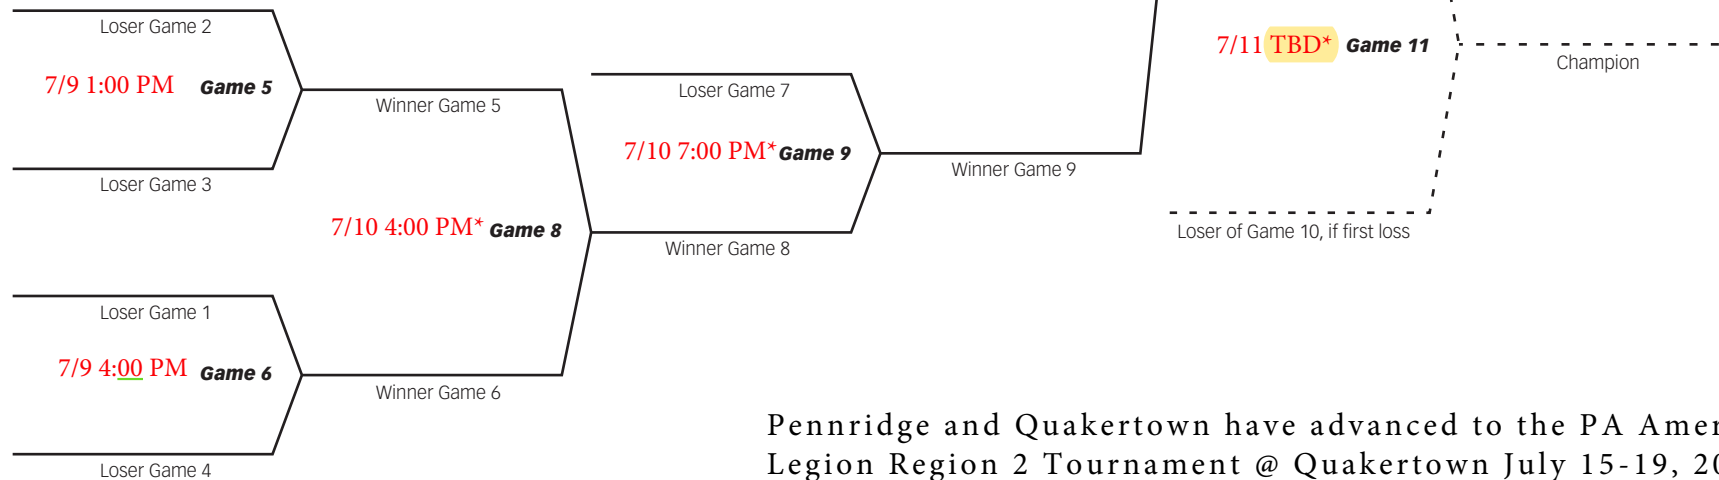 Loser Game 2
7/9 1:00 PM Game 5
Loser Game 3
Winner Game 5
7/10 4:00 PM* Game 8
Loser Game 1
7/9 4:00 PM Game 6
Loser Game 4
Winner Game 6
Loser Game 7
7/10 7:00 PM* Game 9
Winner Game 8
Winner Game 9
7/11 TBD* Game 11
Champion
Loser of Game 10, if first loss
Pennridge and Quakertown have advanced to the PA
Legion Region 2 Tournament @ Quakertown July 15-19,